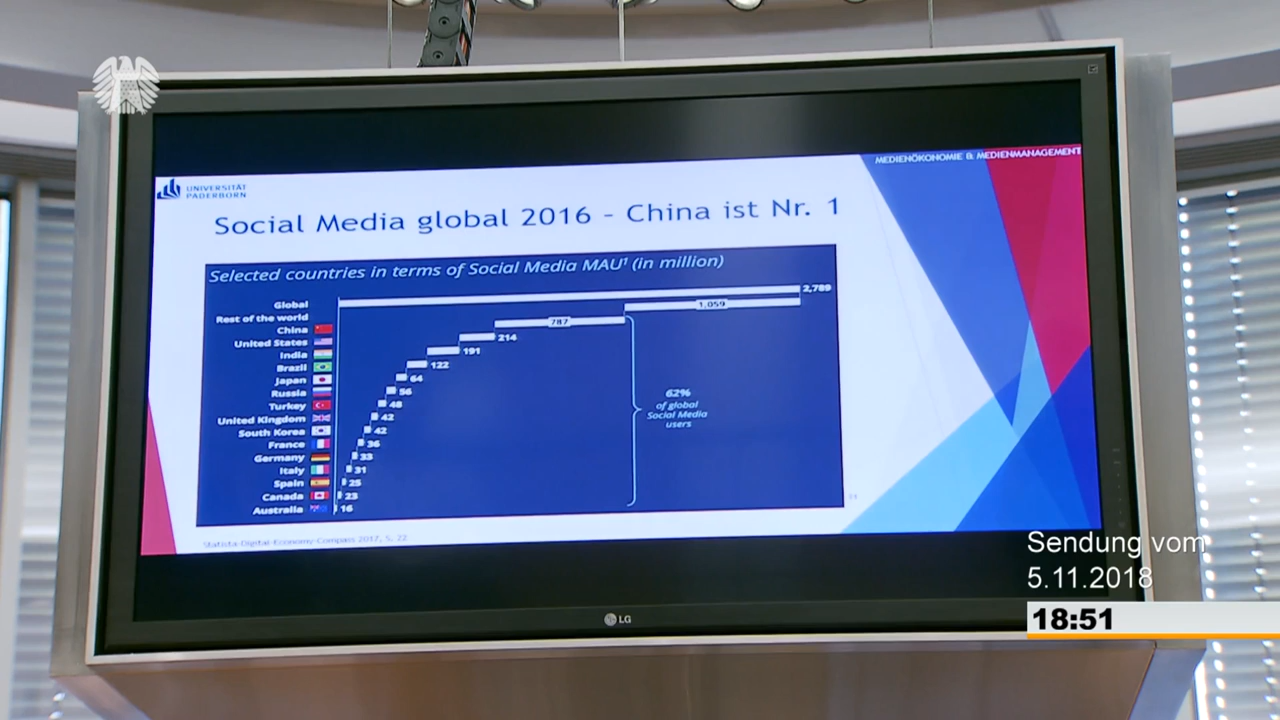 MEDIENÖKONOMIE & MEDIENMANAGEMENT
UNIVERSITÄT
PADERBORN
Social Media global 2016 – China ist Nr. 1
Selected countries in terms of Social Media MAU¹ (in million)
Global 2,789
Rest of the world 1,059
China 787
United States 214
India 191
Brazil 122
Japan 64
Russia 56
Turkey 48
United Kingdom 42
South Korea 42
France 36
Germany 33
Italy 31
Spain 25
Canada 23
Australia 16
62%
of global
Social Media
users
Statista-Digital-Economy-Compass 2017, S. 22
LG
Sendung vom
5.11.2018
18:51